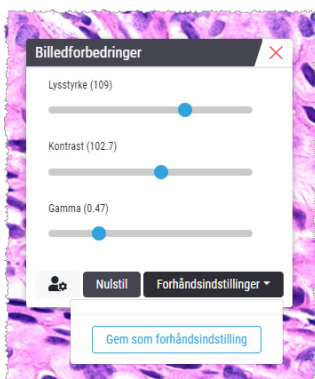 Billedforbedringer
Lysstyrke (109)
Kontrast (102.7)
Gamma (0.47)
Nulstil Forhåndsindstillinger
Gem som forhåndsindstilling